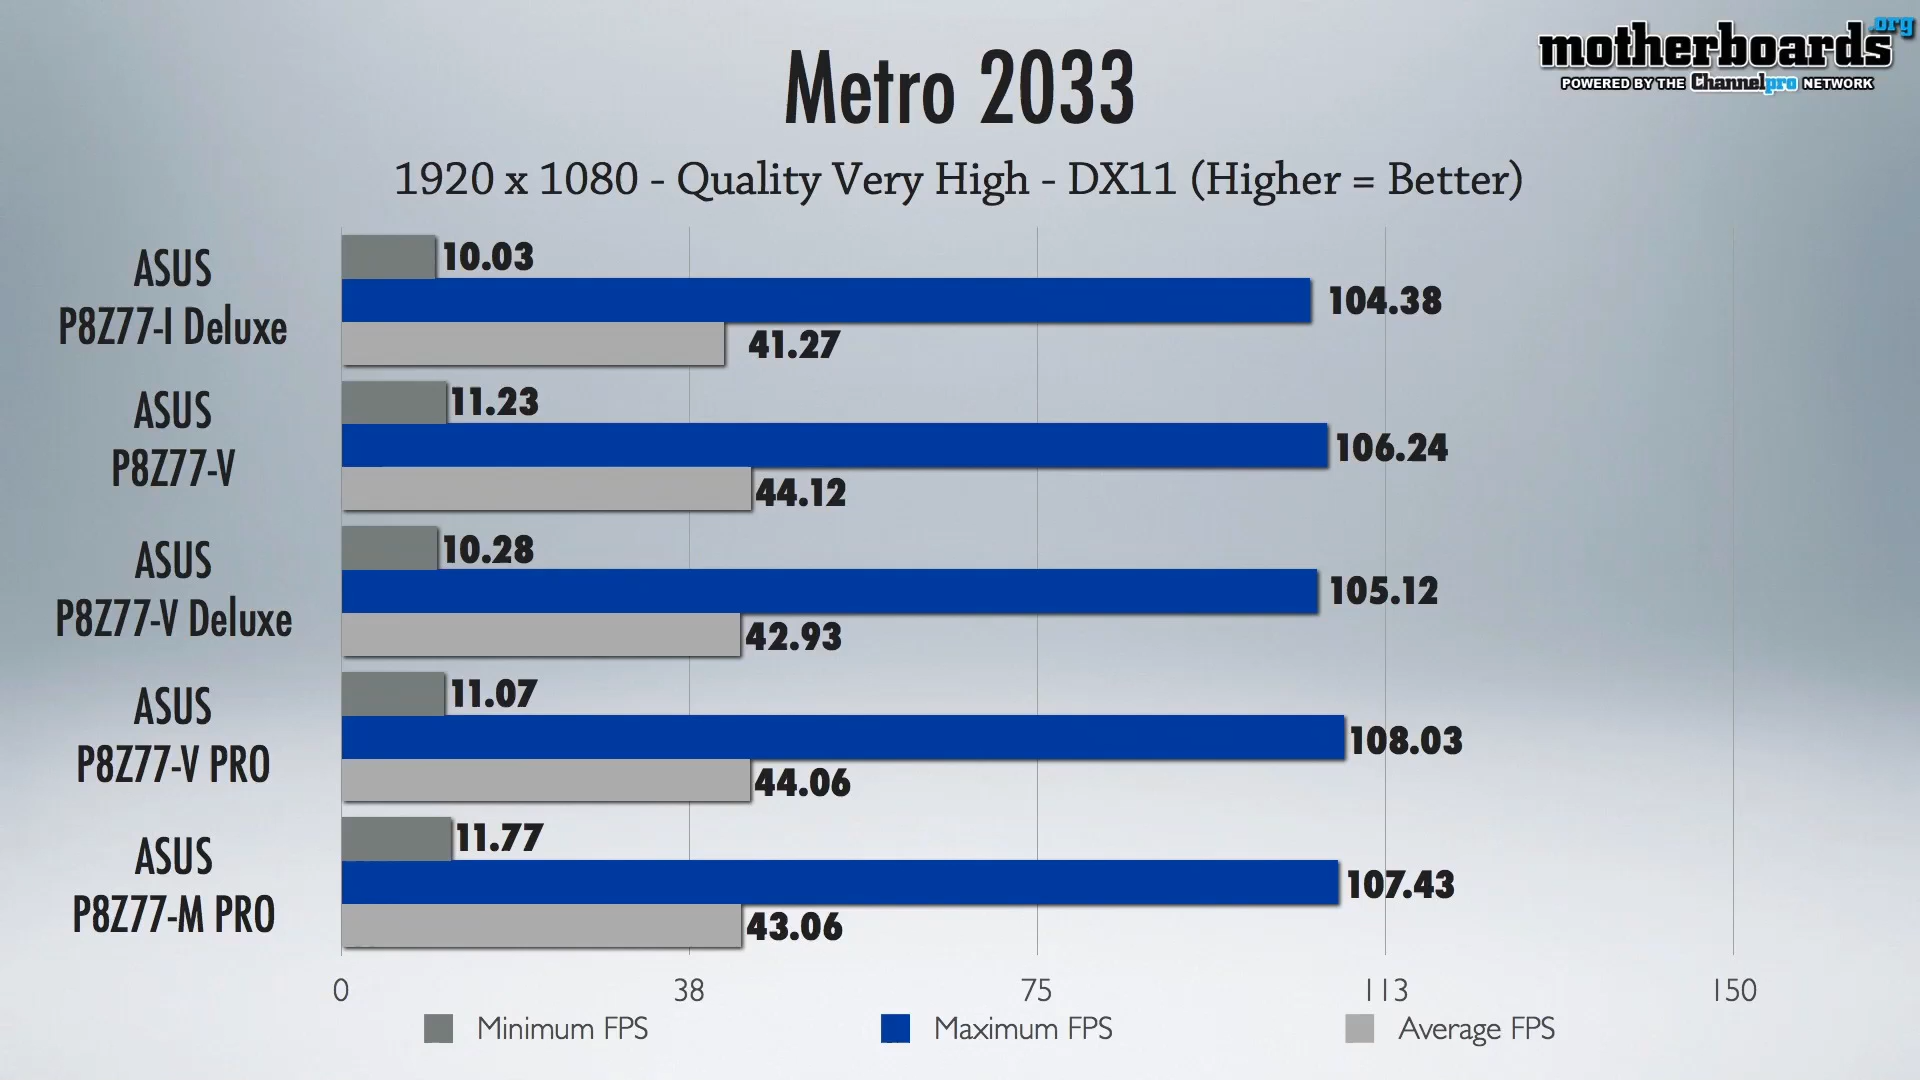 motherboards.org
POWERED BY THE Channelpro NETWORK
Metro 2033
1920 x 1080 - Quality Very High - DX11 (Higher = Better)
ASUS
P8Z77-I Deluxe
10.03
104.38
41.27
ASUS
P8Z77-V
11.23
106.24
44.12
ASUS
P8Z77-V Deluxe
10.28
105.12
42.93
ASUS
P8Z77-V PRO
11.07
108.03
44.06
ASUS
P8Z77-M PRO
11.77
107.43
43.06
0 38 75 113 150
Minimum FPS Maximum FPS Average FPS